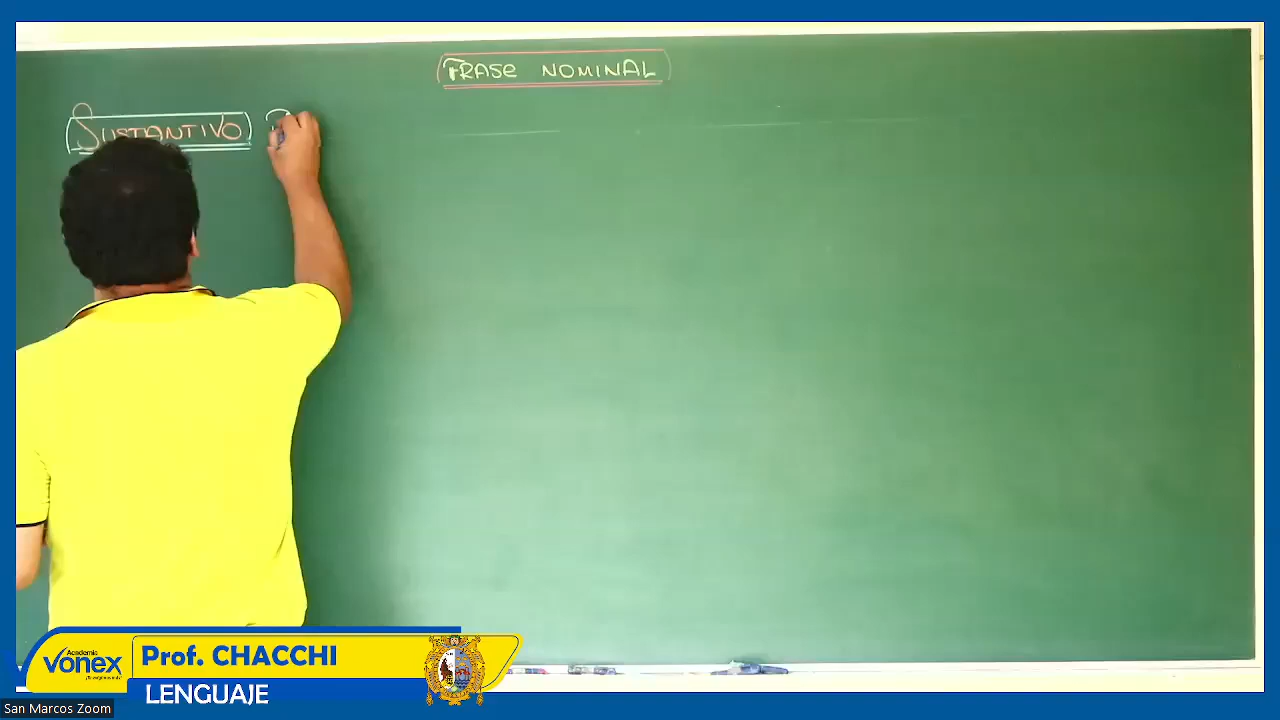 FRASE NOMINAL
SUSTANTIVO
Academia
vonex
Prof. CHACCHI
LENGUAJE
San Marcos Zoom